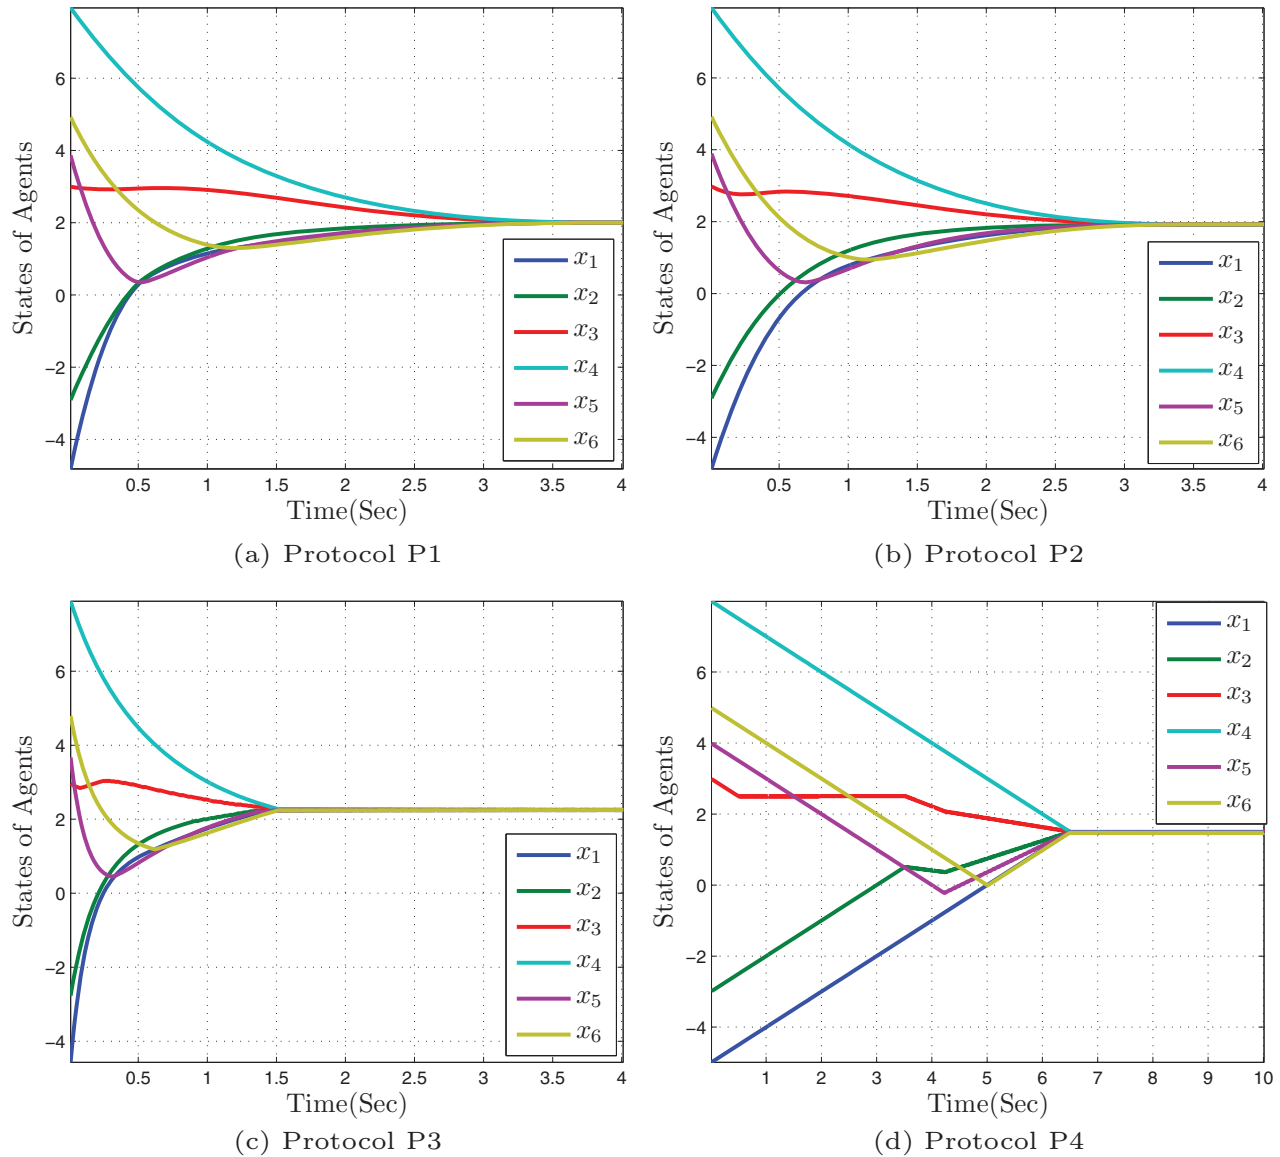 6
4
2
0
−2
−4
States of Agents
x1
x2
x3
x4
x5
x6
0.5 1 1.5 2 2.5 3 3.5 4
Time(Sec)
(a) Protocol P1
6
4
2
0
−2
−4
States of Agents
x1
x2
x3
x4
x5
x6
0.5 1 1.5 2 2.5 3 3.5 4
Time(Sec)
(b) Protocol P2
6
4
2
0
−2
−4
States of Agents
x1
x2
x3
x4
x5
x6
0.5 1 1.5 2 2.5 3 3.5 4
Time(Sec)
(c) Protocol P3
6
4
2
0
−2
−4
States of Agents
x1
x2
x3
x4
x5
x6
1 2 3 4 5 6 7 8 9 10
Time(Sec)
(d) Protocol P4